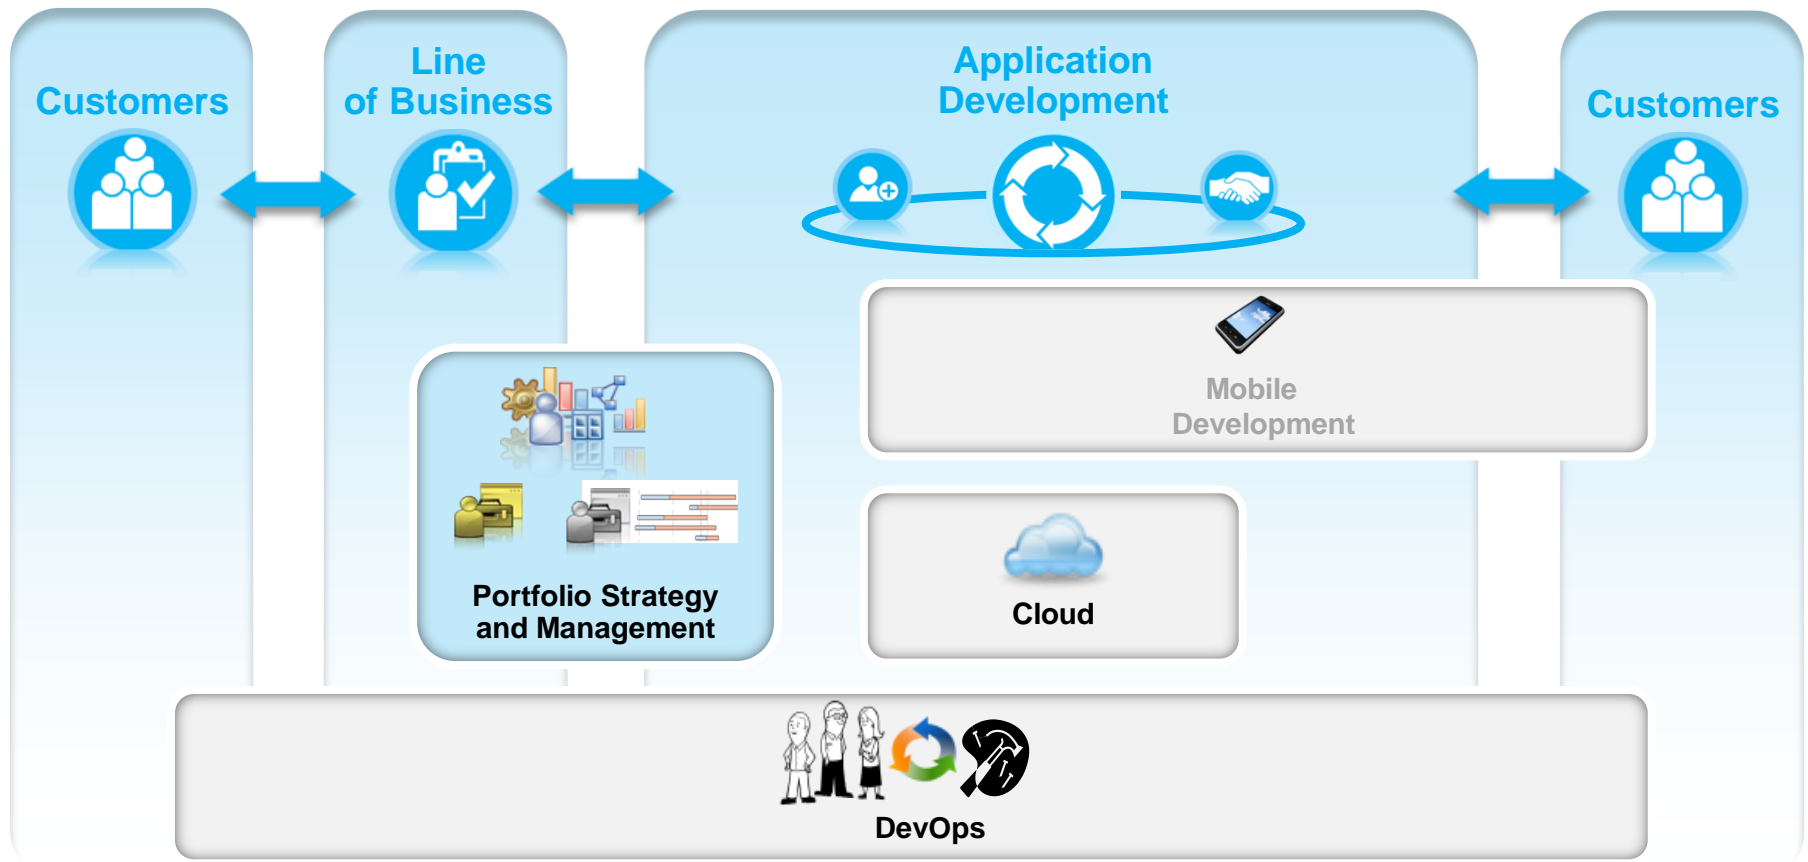 Customers
Line
of Business
Application
Development
Customers
Mobile
Development
Portfolio Strategy
and Management
Cloud
DevOps